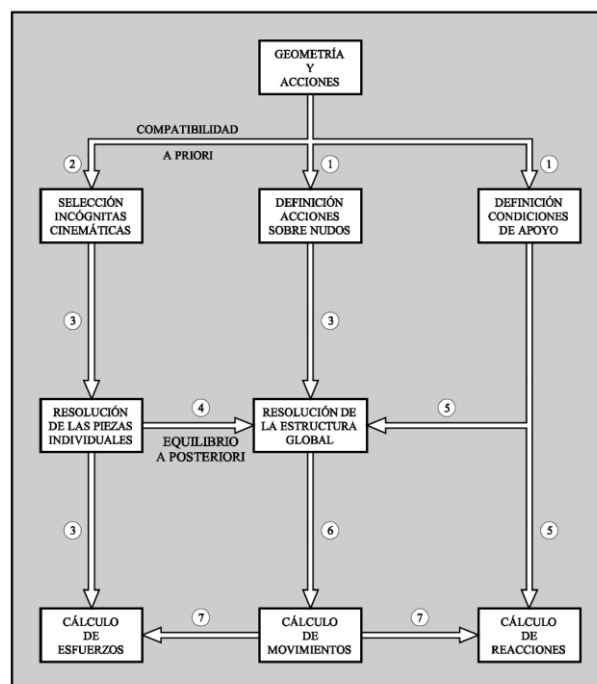 GEOMETRÍA
Y
ACCIONES
COMPATIBILIDAD
A PRIORI
2
1
1
SELECCIÓN
INCÓGNITAS
CINEMÁTICAS
DEFINICIÓN
ACCIONES
SOBRE NUDOS
DEFINICIÓN
CONDICIONES
DE APOYO
3
3
RESOLUCIÓN
DE LAS PIEZAS
INDIVIDUALES
4
EQUILIBRIO
A POSTERIORI
RESOLUCIÓN DE
LA ESTRUCTURA
GLOBAL
5
3
6
5
CÁLCULO
DE
ESFUERZOS
7
CÁLCULO
DE
MOVIMIENTOS
7
CÁLCULO
DE
REACCIONES